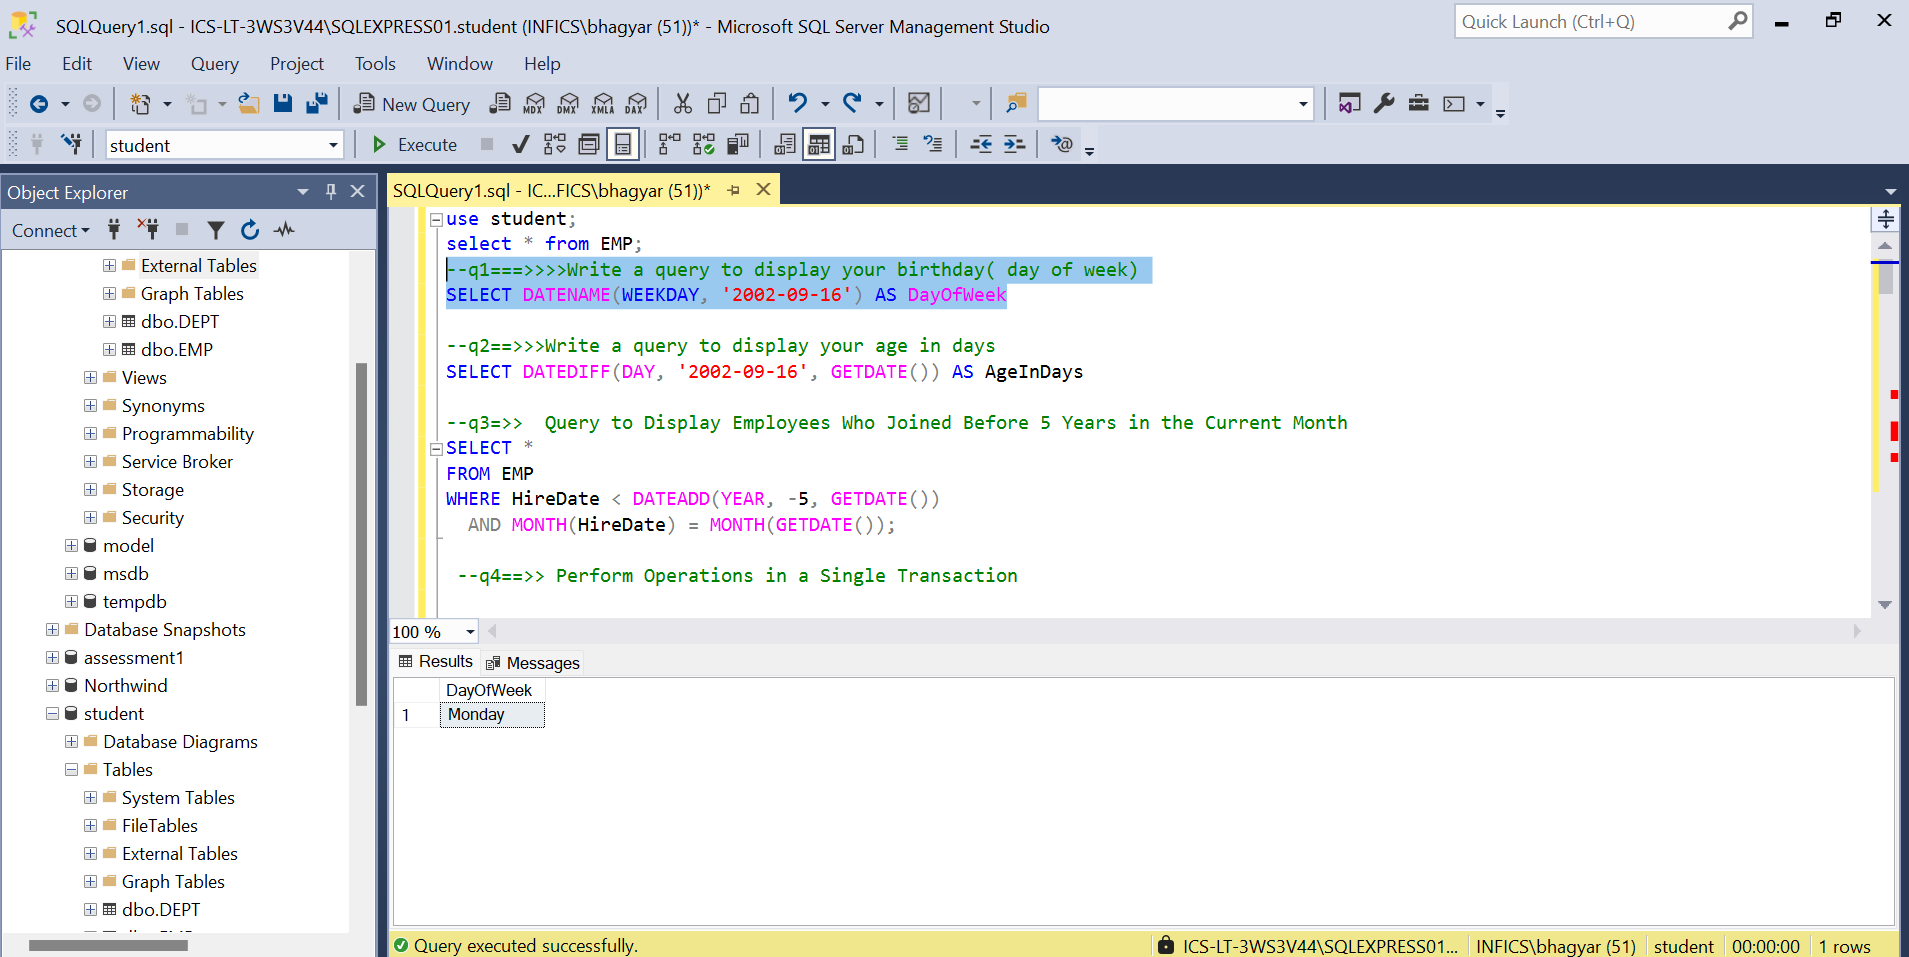 SQLQuery1.sql - ICS-LT-3WS3V44\SQLEXPRESS01.student (INFICS\bhagyar (51))* - Microsoft SQL Server Management Studio
Quick Launch (Ctrl+Q)
File Edit View Query Project Tools Window Help
New Query MDX DMX XMLA DAX
student Execute
Object Explorer
Connect
External Tables
Graph Tables
dbo.DEPT
dbo.EMP
Views
Synonyms
Programmability
Service Broker
Storage
Security
model
msdb
tempdb
Database Snapshots
assessment1
Northwind
student
Database Diagrams
Tables
System Tables
FileTables
External Tables
Graph Tables
dbo.DEPT
SQLQuery1.sql - IC...FICS\bhagyar (51))*
use student;
select * from EMP;
--q1===>>>>Write a query to display your birthday( day of week)
SELECT DATENAME(WEEKDAY, '2002-09-16') AS DayOfWeek
--q2==>>>Write a query to display your age in days
SELECT DATEDIFF(DAY, '2002-09-16', GETDATE()) AS AgeInDays
--q3=>>  Query to Display Employees Who Joined Before 5 Years in the Current Month
SELECT *
FROM EMP
WHERE HireDate < DATEADD(YEAR, -5, GETDATE())
AND MONTH(HireDate) = MONTH(GETDATE());
--q4==>> Perform Operations in a Single Transaction
100 %
Results Messages
DayOfWeek
1 Monday
Query executed successfully.
ICS-LT-3WS3V44\SQLEXPRESS01... INFICS\bhagyar (51) student 00:00:00 1 rows